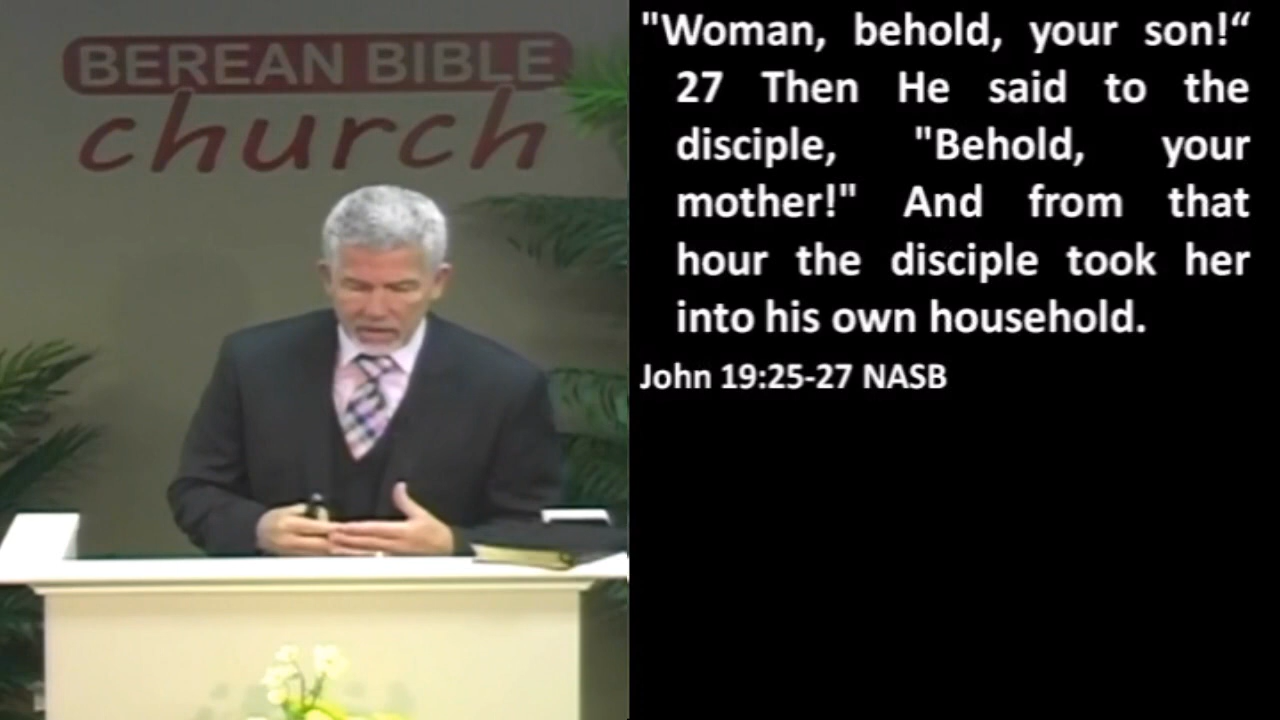 BEREAN BIBLE
church
"Woman, behold, your son!“
27 Then He said to the
disciple, "Behold, your
mother!" And from that
hour the disciple took her
into his own household.
John 19:25-27 NASB